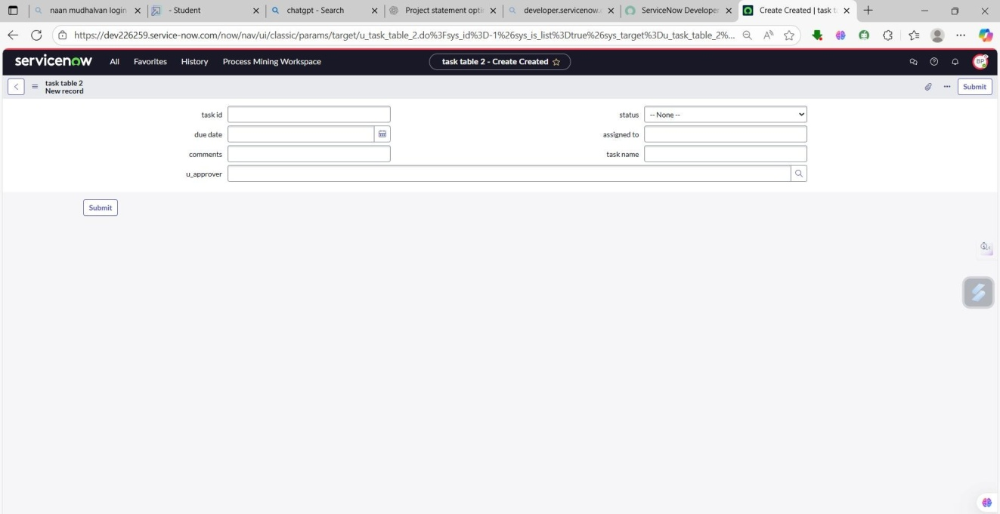 naan mudhalvan login
- Student
chatgpt - Search
Project statement opti
developer.servicenow.
ServiceNow Developer
Create Created | task t
https://dev226259.service-now.com/now/nav/ui/classic/params/target/u_task_table_2.do%3Fsys_id%3D-1%26sys_is_list%3Dtrue%26sys_target%3Du_task_table_2%...
servicenow All Favorites History Process Mining Workspace task table 2 - Create Created BP
task table 2
New record
Submit
task id
status -- None --
due date
assigned to
comments
task name
u_approver
Submit